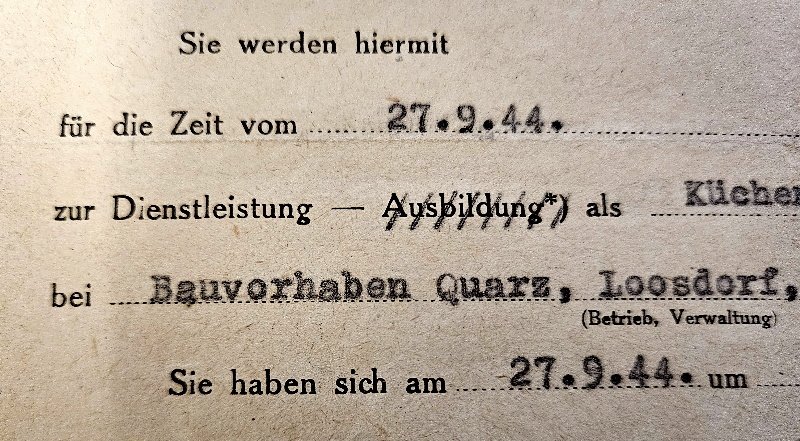 Sie werden hiermit
für die Zeit vom 27.9.44.
zur Dienstleistung — Ausbildung*) als Küchen
bei Bauvorhaben Quarz, Loosdorf,
(Betrieb, Verwaltung)
Sie haben sich am 27.9.44. um